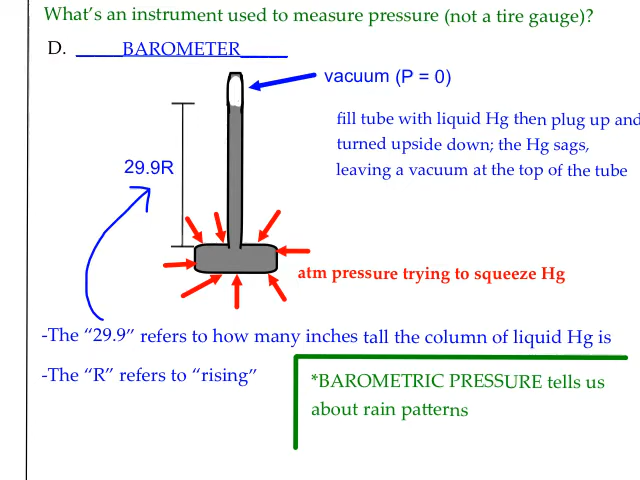 What's an instrument used to measure pressure (not a tire gauge)?
D. _____BAROMETER_____
vacuum (P = 0)
fill tube with liquid Hg then plug up and
turned upside down; the Hg sags,
leaving a vacuum at the top of the tube
29.9R
atm pressure trying to squeeze Hg
-The “29.9” refers to how many inches tall the column of liquid Hg is
-The “R” refers to “rising”
*BAROMETRIC PRESSURE tells us
about rain patterns